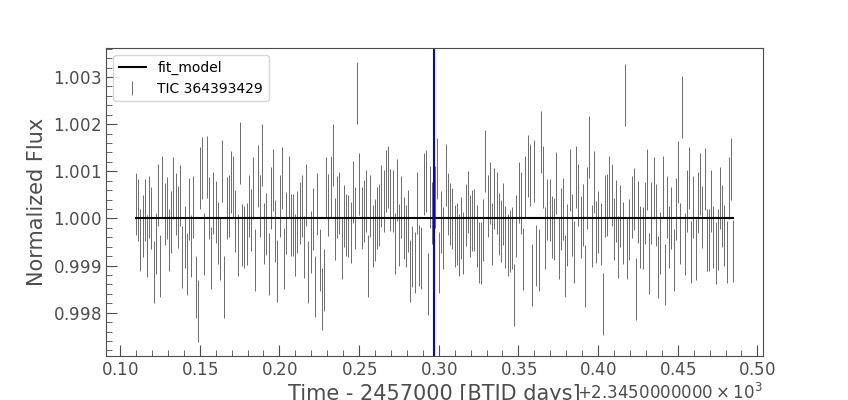 fit_model
TIC 364393429
Normalized Flux
1.003
1.002
1.001
1.000
0.999
0.998
0.10 0.15 0.20 0.25 0.30 0.35 0.40 0.45 0.50
Time - 2457000 [BTJD days]
+2.3450000000 × 10³